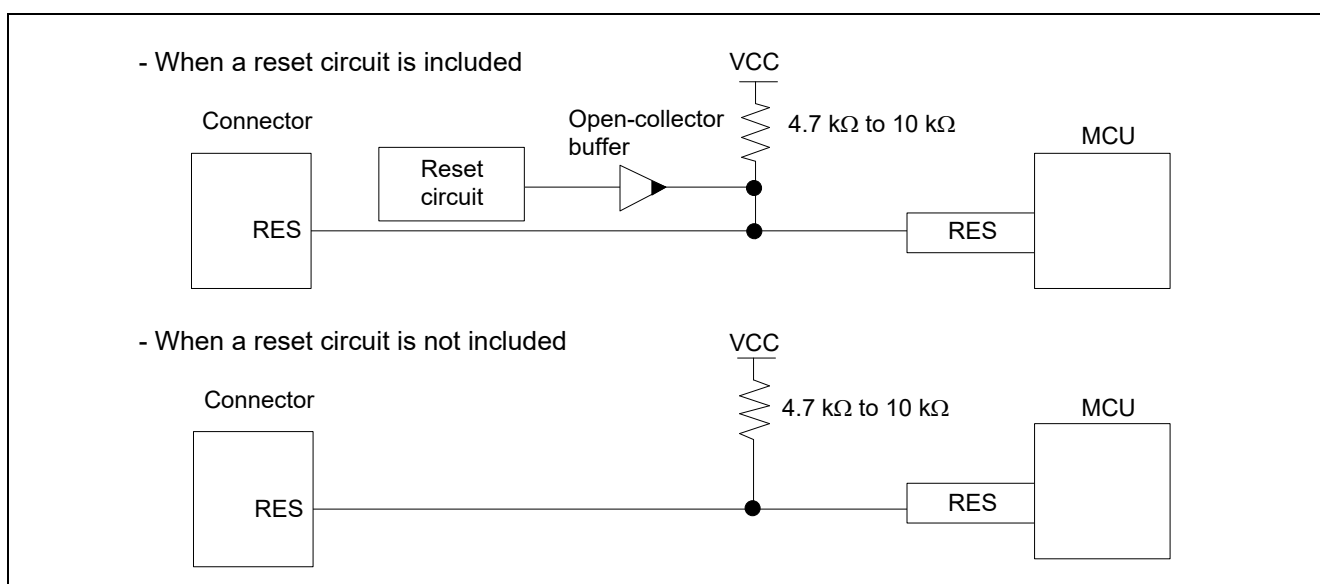 - When a reset circuit is included
VCC
Connector
Open-collector
buffer
4.7 kΩ to 10 kΩ
MCU
Reset
circuit
RES
RES
- When a reset circuit is not included
VCC
Connector
4.7 kΩ to 10 kΩ
MCU
RES
RES